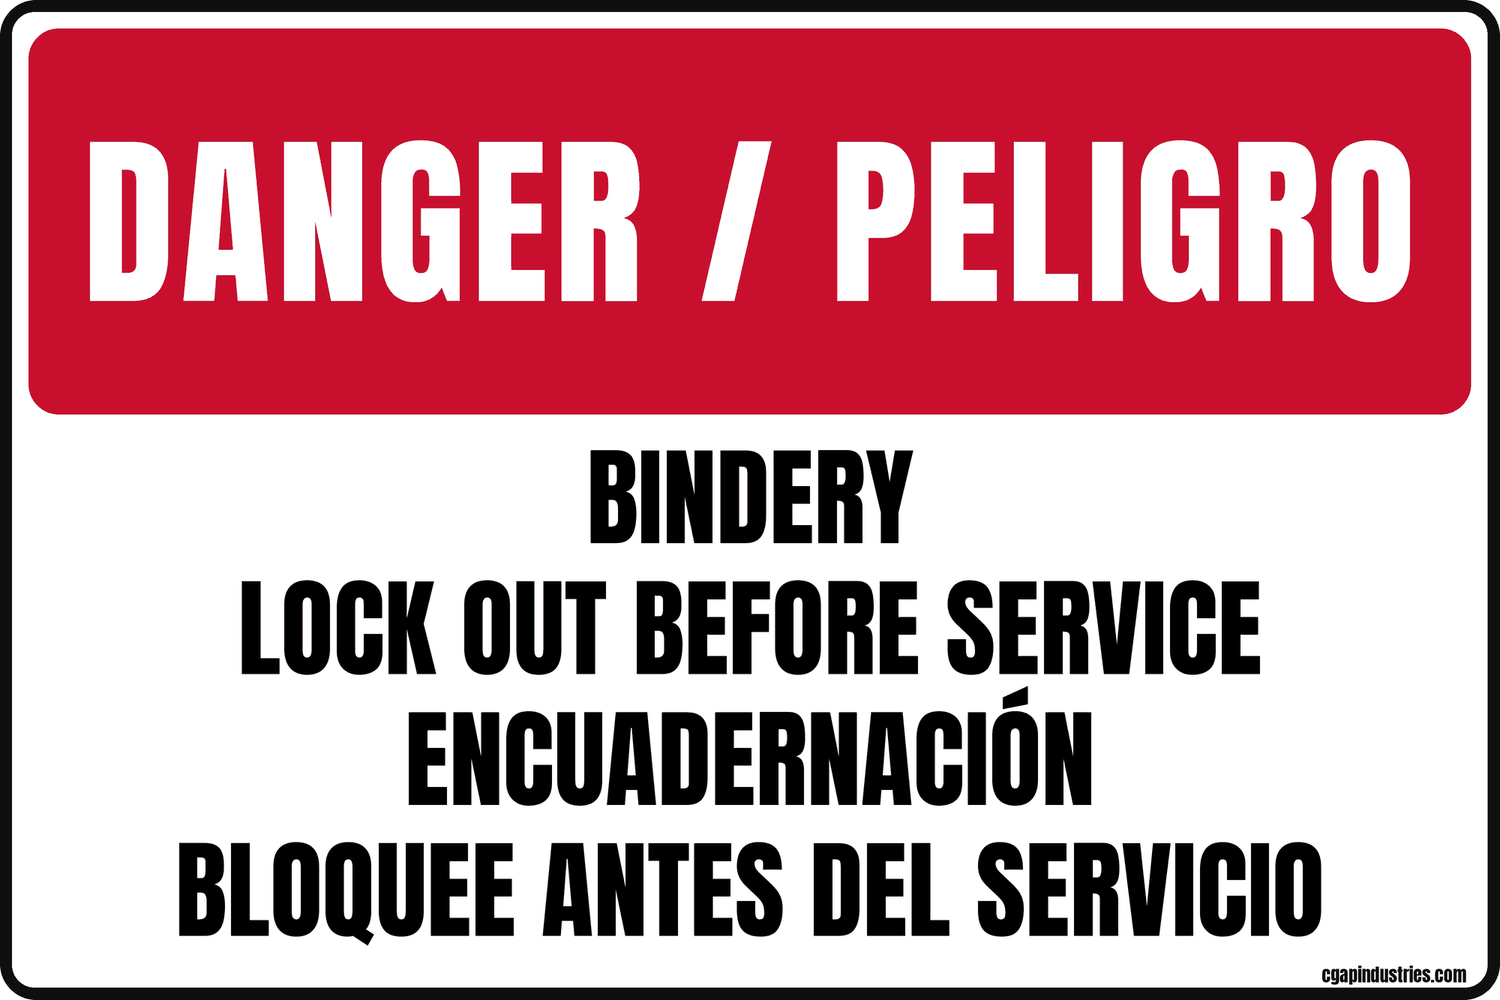 DANGER / PELIGRO
BINDERY
LOCK OUT BEFORE SERVICE
ENCUADERNACIÓN
BLOQUEE ANTES DEL SERVICIO
cgapindustries.com